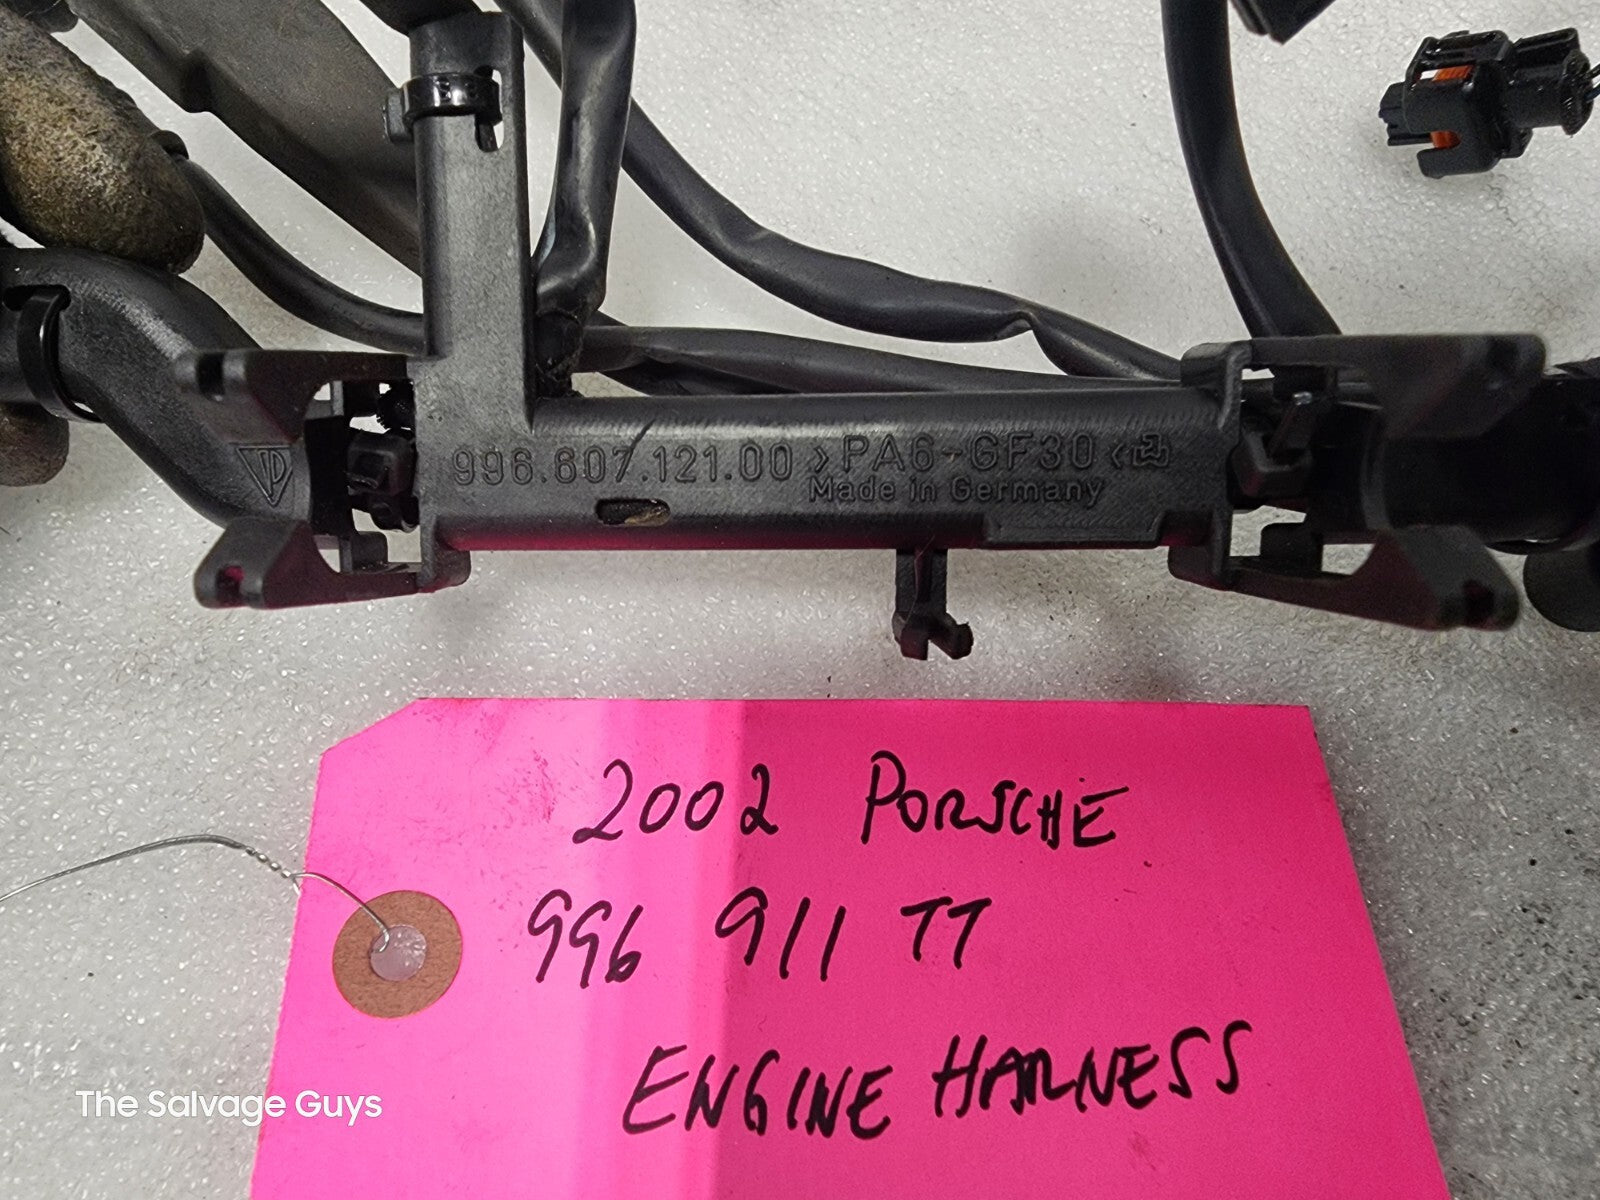 996.607.121.00 >PA6-GF30<
Made in Germany
2002 PORSCHE
996 911 TT
ENGINE HARNESS
The Salvage Guys